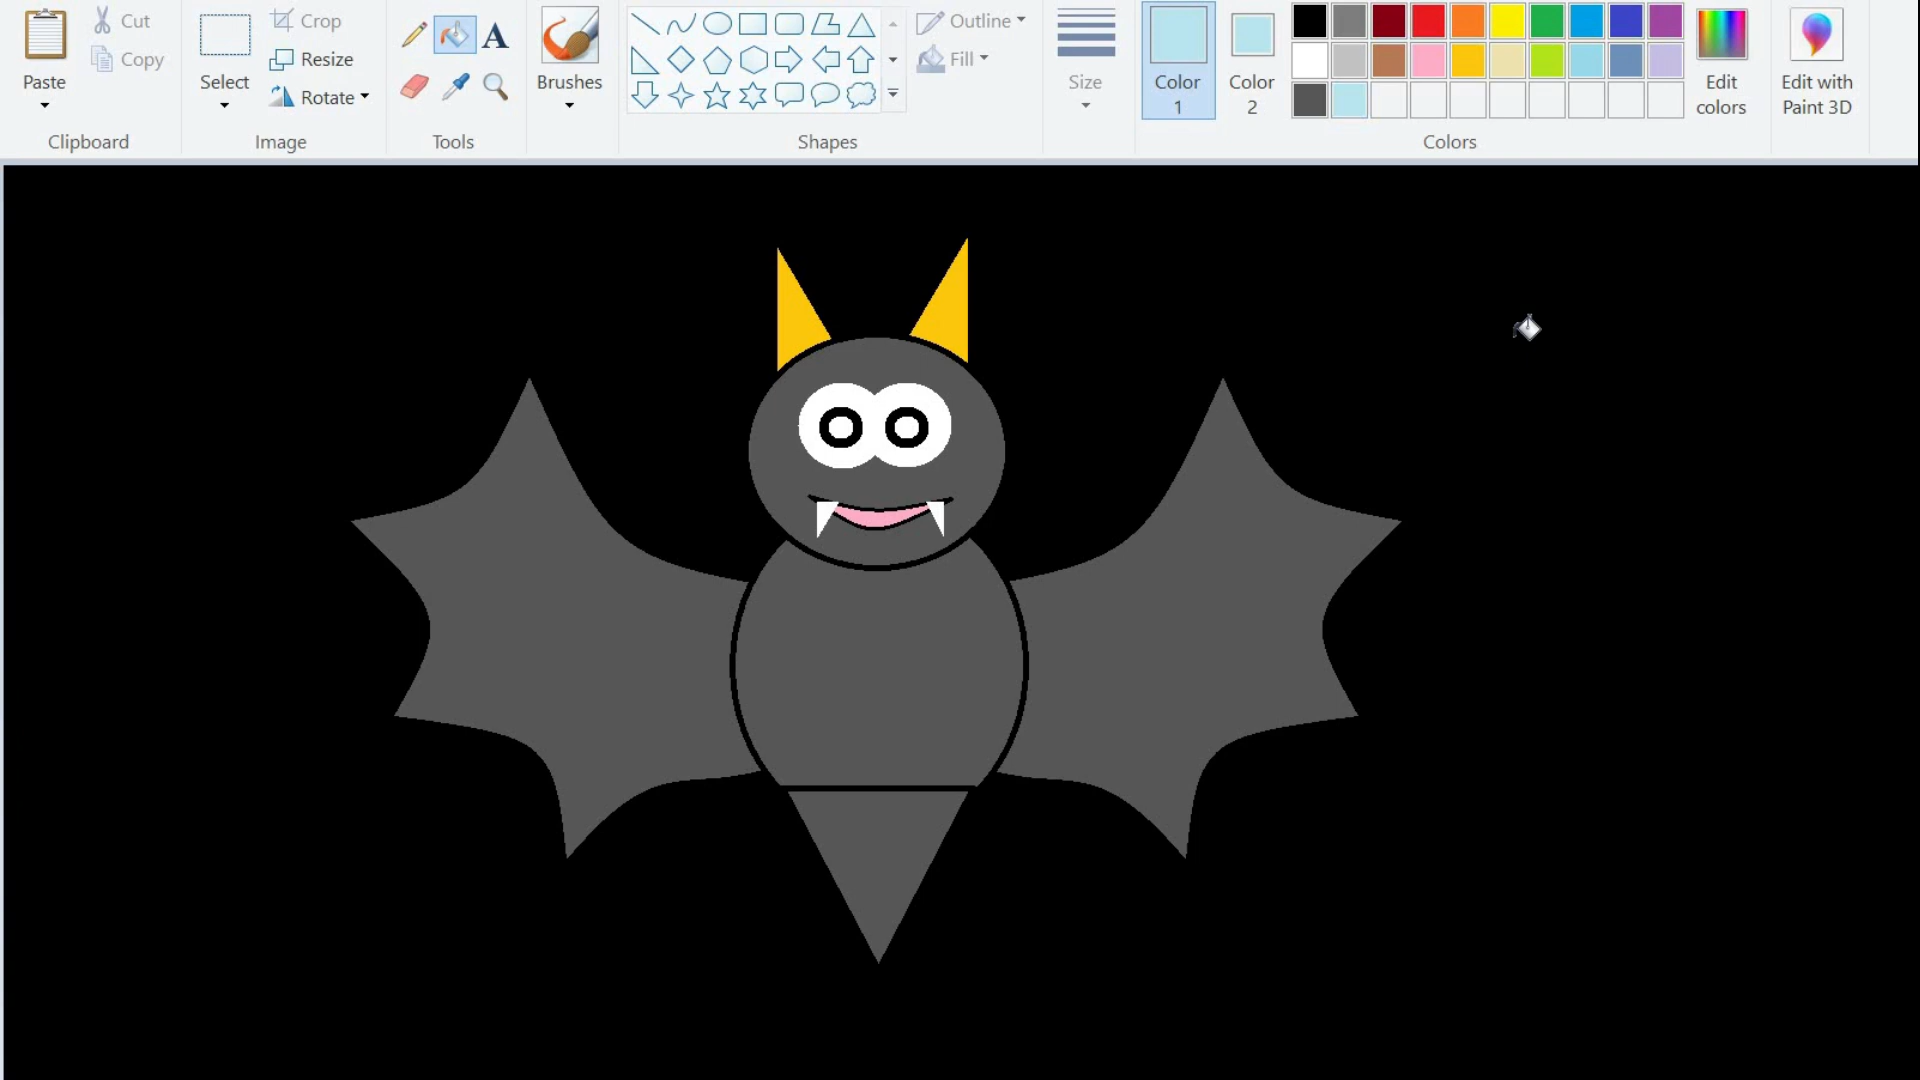 Paste
Cut
Copy
Clipboard
Select
Crop
Resize
Rotate
Image
A
Tools
Brushes
Shapes
Outline
Fill
Size
Color
1
Color
2
Colors
Edit
colors
Edit with
Paint 3D